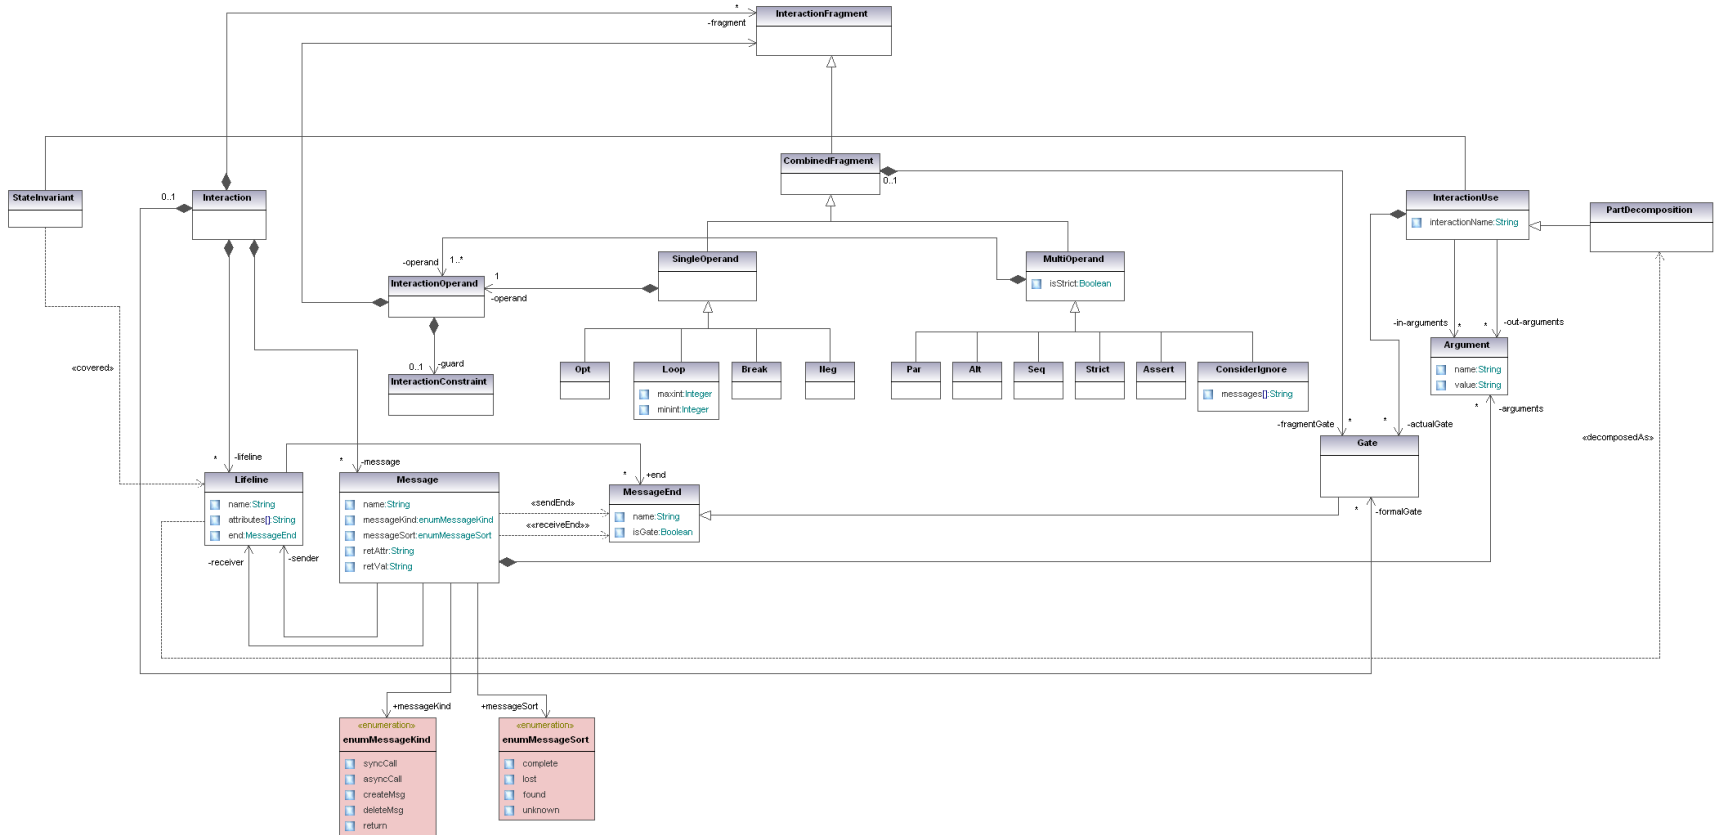 *
-fragment
InteractionFragment
CombinedFragment
0..1
StateInvariant
0..1
Interaction
InteractionUse
interactionName:String
PartDecomposition
-operand
1..*
InteractionOperand
1
-operand
SingleOperand
MultiOperand
isStrict:Boolean
-in-arguments
*
*
-out-arguments
Argument
name:String
value:String
*
-arguments
«covered»
0..1
-guard
InteractionConstraint
Opt
Loop
maxint:Integer
minint:Integer
Break
Neg
Par
Alt
Seq
Strict
Assert
ConsiderIgnore
messages[]:String
-fragmentGate
*
*
-actualGate
Gate
*
-formalGate
«decomposedAs»
*
-lifeline
Lifeline
name:String
attributes[]:String
end:MessageEnd
*
-message
Message
name:String
messageKind:enumMessageKind
messageSort:enumMessageSort
retAttr:String
retVal:String
«sendEnd»
«receiveEnd»
*
+end
MessageEnd
name:String
isGate:Boolean
-receiver
-sender
+messageKind
+messageSort
«enumeration»
enumMessageKind
syncCall
asyncCall
createMsg
deleteMsg
return
«enumeration»
enumMessageSort
complete
lost
found
unknown